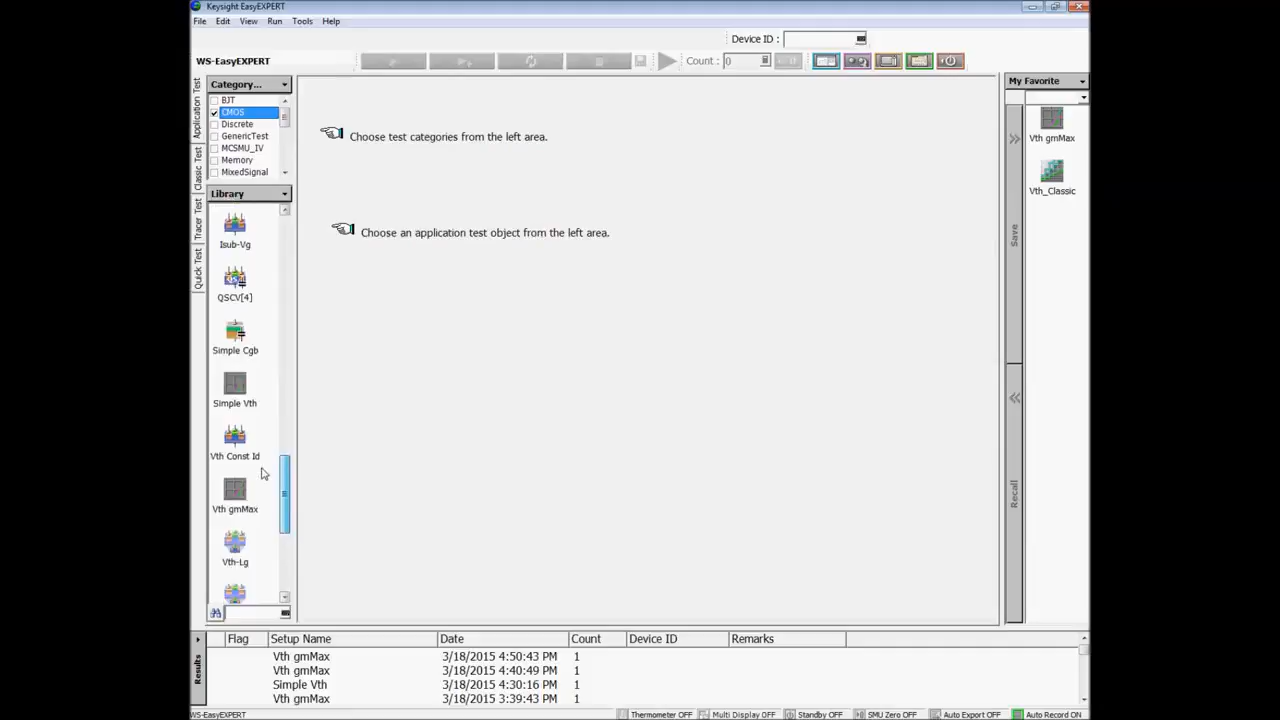 Keysight EasyEXPERT
File Edit View Run Tools Help
Device ID :
WS-EasyEXPERT
Count : 0
Category...
My Favorite
Application Test
Classic Test
Tracer Test
Quick Test
BJT
CMOS
Discrete
GenericTest
MCSMU_IV
Memory
MixedSignal
Library
Isub-Vg
QSCV[4]
Simple Cgb
Simple Vth
Vth Const Id
Vth gmMax
Vth-Lg
Choose test categories from the left area.
Choose an application test object from the left area.
Save
Recall
Vth gmMax
Vth_Classic
Results
Flag Setup Name Date Count Device ID Remarks
Vth gmMax 3/18/2015 4:50:43 PM 1
Vth gmMax 3/18/2015 4:40:49 PM 1
Simple Vth 3/18/2015 4:30:16 PM 1
Vth gmMax 3/18/2015 3:39:43 PM 1
WS-EasyEXPERT Thermometer OFF Multi Display OFF Standby OFF SMU Zero OFF Auto Export OFF Auto Record ON